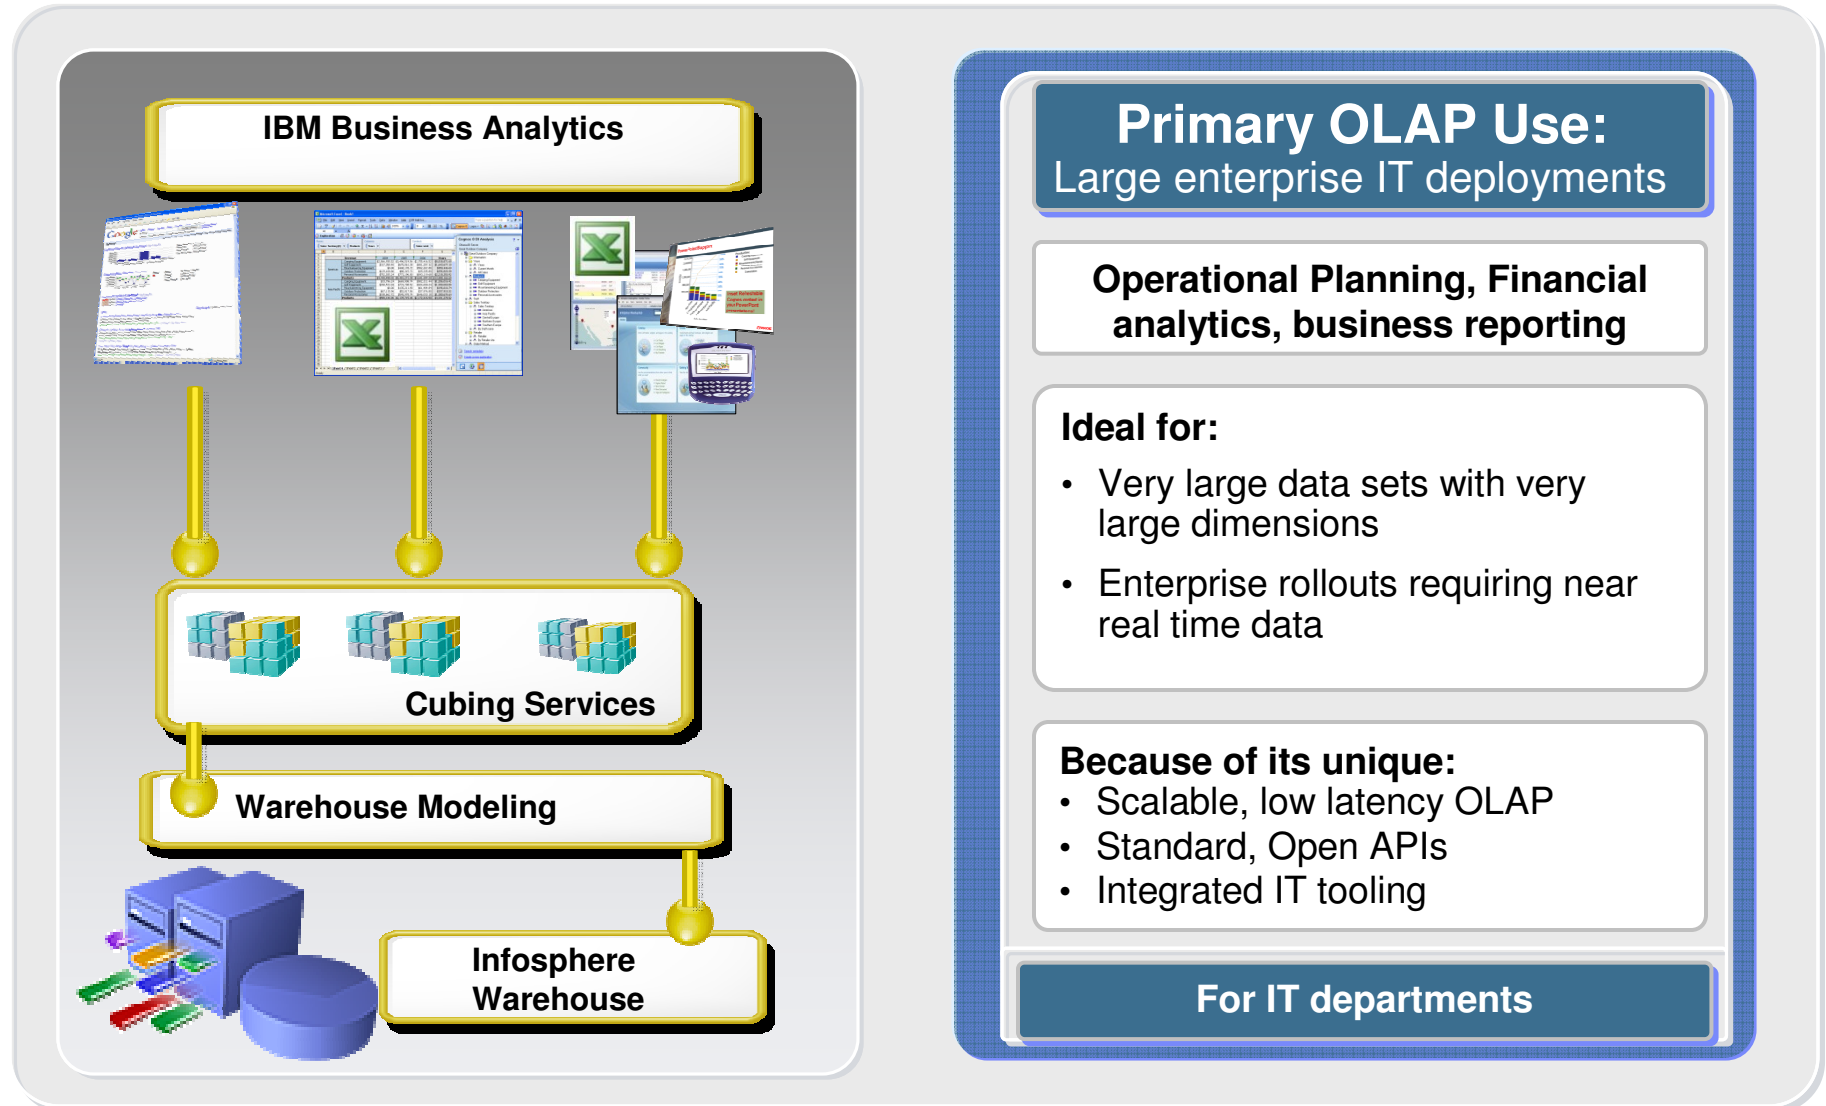 IBM Business Analytics
Google
Cubing Services
Warehouse Modeling
Infosphere
Warehouse
Primary OLAP Use:
Large enterprise IT deployments
Operational Planning, Financial
analytics, business reporting
Ideal for:
• Very large data sets with very
large dimensions
• Enterprise rollouts requiring near
real time data
Because of its unique:
• Scalable, low latency OLAP
• Standard, Open APIs
• Integrated IT tooling
For IT departments